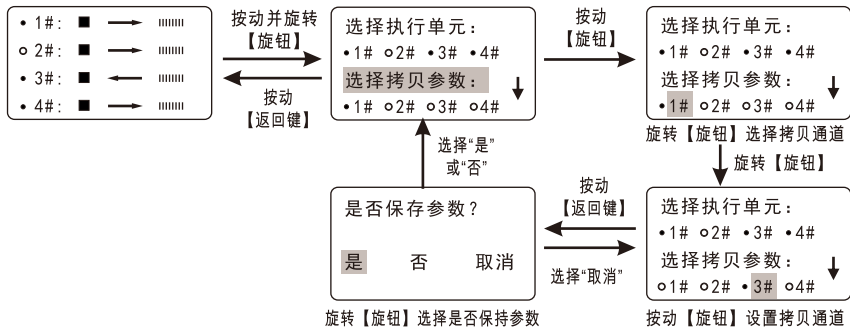 • 1#: ■ → ıııııııı
○ 2#: ■ → ıııııııı
• 3#: ■ ← ıııııııı
• 4#: ■ → ıııııııı
按动并旋转
【旋钮】
按动
【返回键】
选择执行单元：
•1# ○2# •3# •4#
选择拷贝参数：
•1# ○2# ○3# ○4#
按动
【旋钮】
选择执行单元：
•1# ○2# •3# •4#
选择拷贝参数：
•1# ○2# ○3# ○4#
旋转【旋钮】选择拷贝通道
旋转【旋钮】
选择执行单元：
•1# ○2# •3# •4#
选择拷贝参数：
○1# ○2# •3# ○4#
按动【旋钮】设置拷贝通道
按动
【返回键】
选择“取消”
是否保存参数？
是 否 取消
旋转【旋钮】选择是否保持参数
选择“是”
或“否”